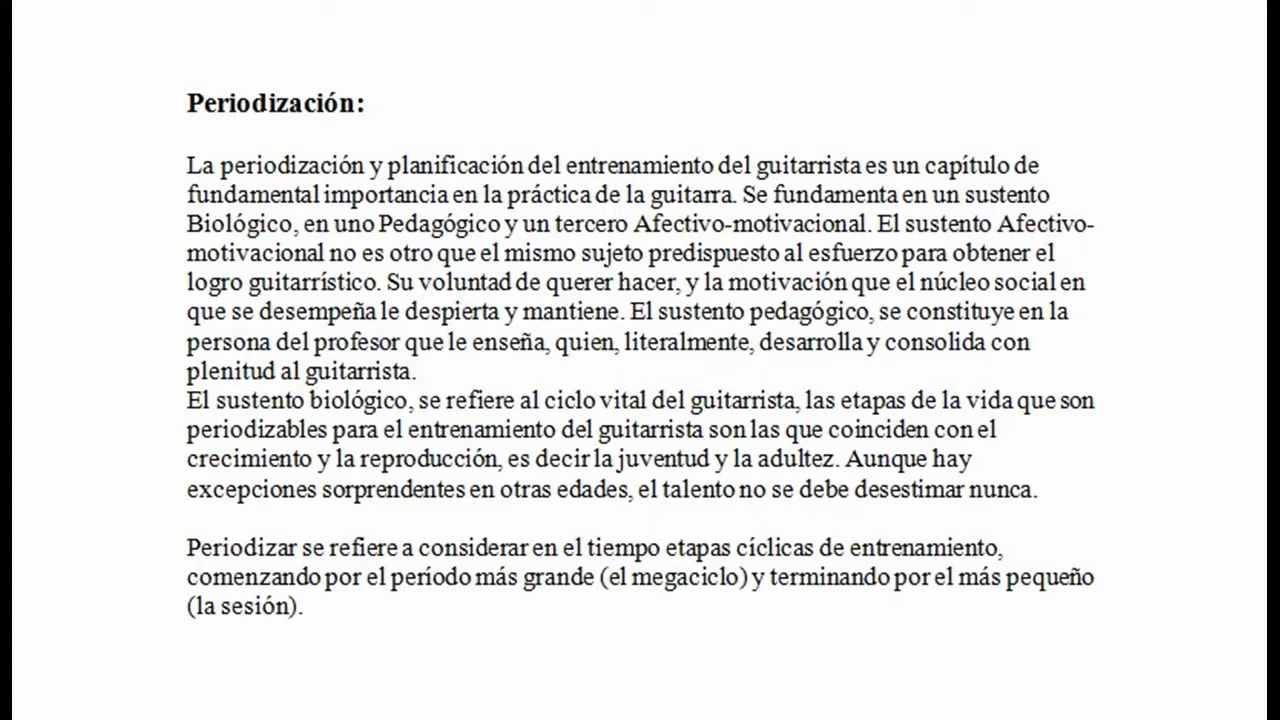 Periodización:
La periodización y planificación del entrenamiento del guitarrista es un capítulo de
fundamental importancia en la práctica de la guitarra. Se fundamenta en un sustento
Biológico, en uno Pedagógico y un tercero Afectivo-motivacional. El sustento Afectivo-
motivacional no es otro que el mismo sujeto predispuesto al esfuerzo para obtener el
logro guitarrístico. Su voluntad de querer hacer, y la motivación que el núcleo social en
que se desempeña le despierta y mantiene. El sustento pedagógico, se constituye en la
persona del profesor que le enseña, quien, literalmente, desarrolla y consolida con
plenitud al guitarrista.
El sustento biológico, se refiere al ciclo vital del guitarrista, las etapas de la vida que son
periodizables para el entrenamiento del guitarrista son las que coinciden con el
crecimiento y la reproducción, es decir la juventud y la adultez. Aunque hay
excepciones sorprendentes en otras edades, el talento no se debe desestimar nunca.
Periodizar se refiere a considerar en el tiempo etapas cíclicas de entrenamiento,
comenzando por el período más grande (el megaciclo) y terminando por el más pequeño
(la sesión).